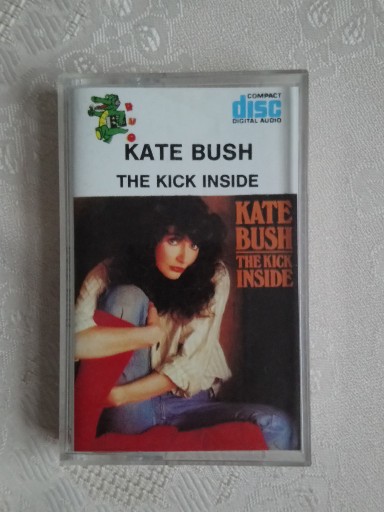 COMPACT
disc
DIGITAL AUDIO
KATE BUSH
THE KICK INSIDE
KATE
BUSH
THE KICK
INSIDE